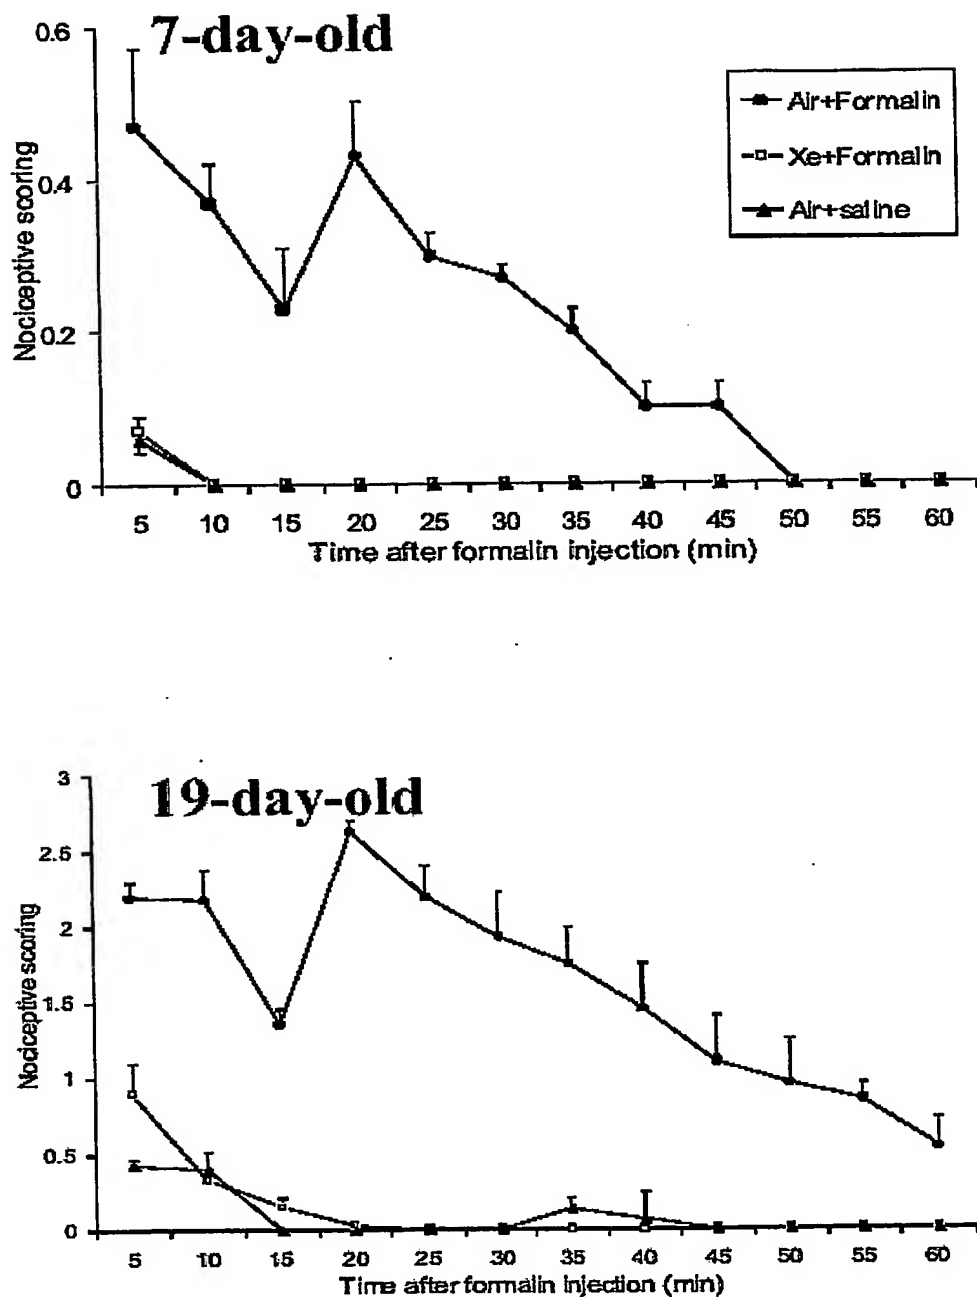 7-day-old
0.6
0.4
0.2
0
Nociceptive scoring
Air+Formalin
Xe+Formalin
Air+saline
5 10 15 20 25 30 35 40 45 50 55 60
Time after formalin injection (min)
19-day-old
3
2.5
2
1.5
1
0.5
0
Nociceptive scoring
5 10 15 20 25 30 35 40 45 50 55 60
Time after formalin injection (min)